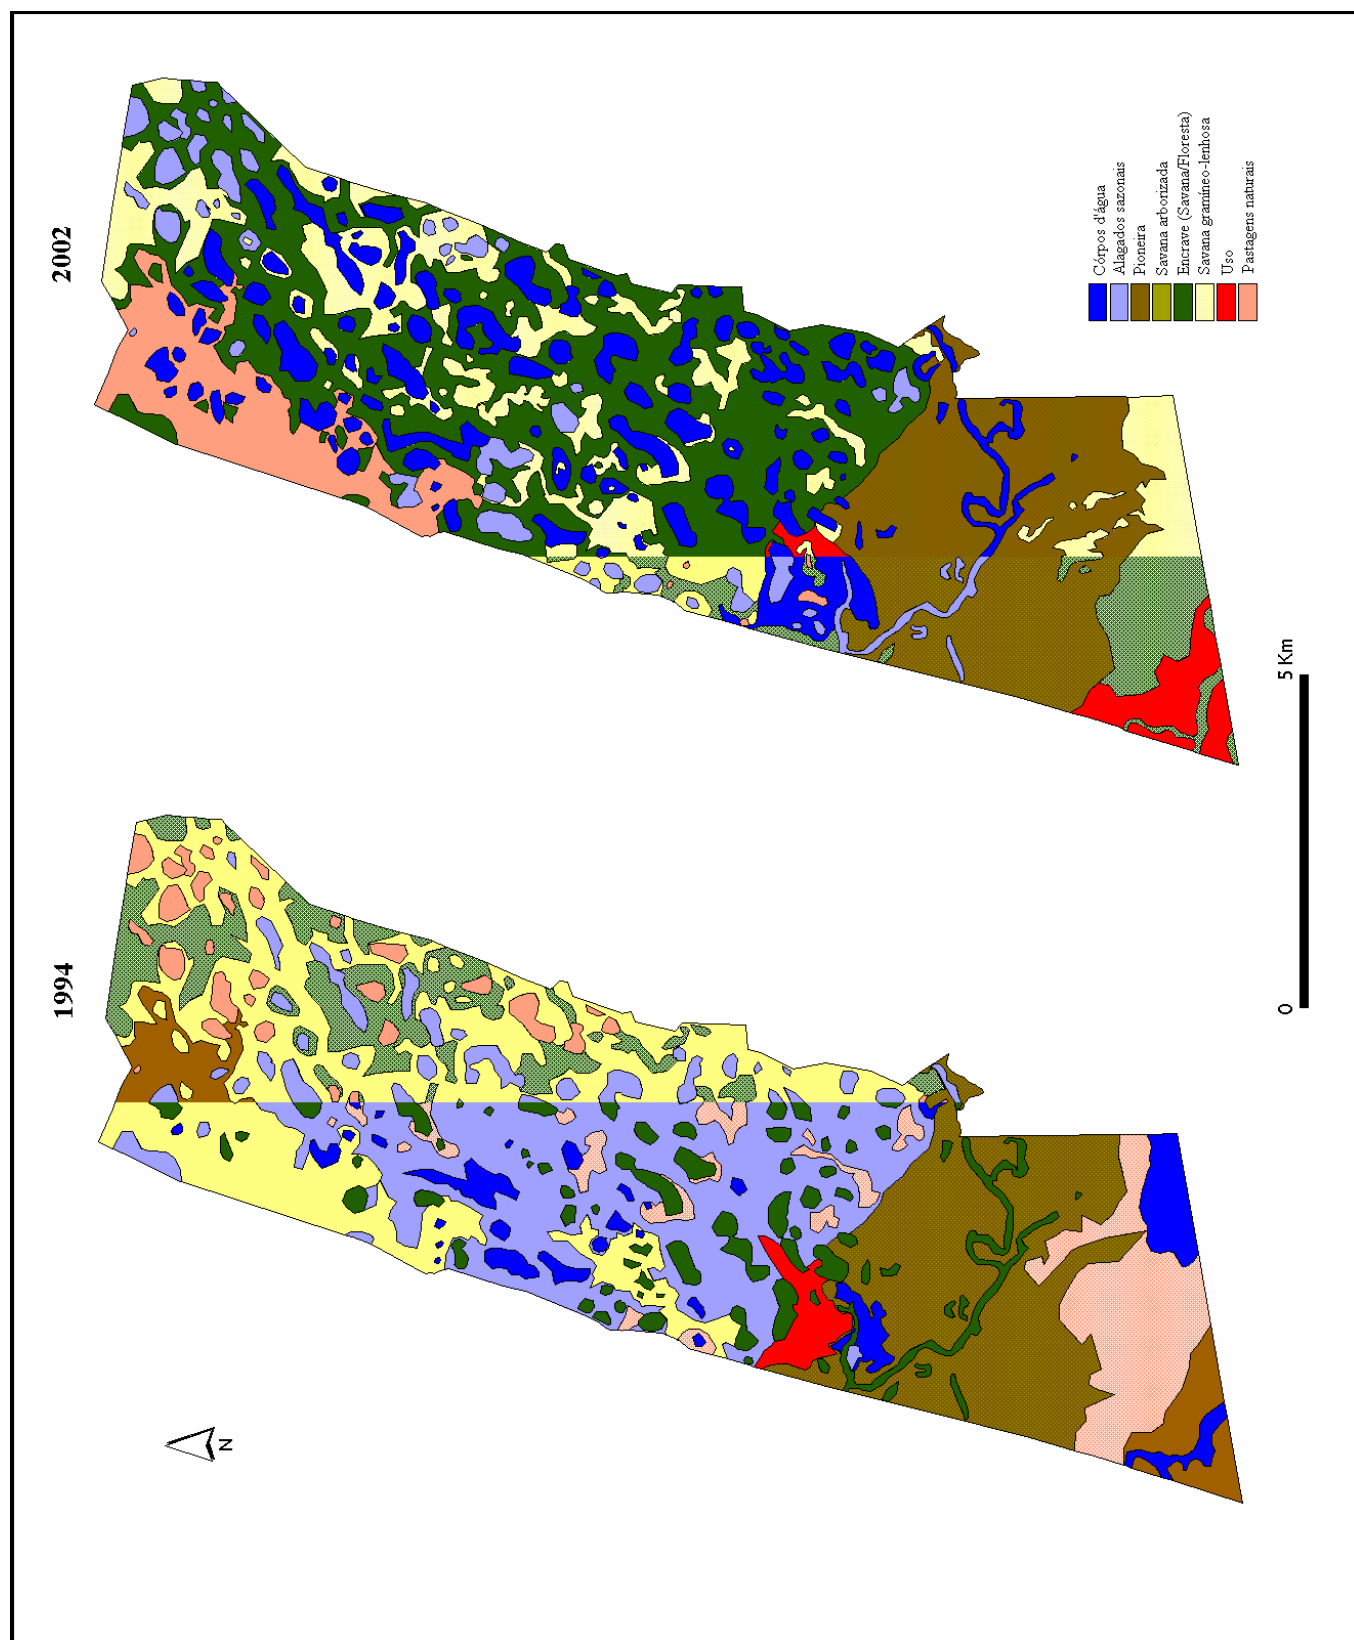 2002
Córpos d'água
Alagados sazonais
Pioneira
Savana arborizada
Encrave (Savana/Floresta)
Savana gramíneo-lenhosa
Uso
Pastagens naturais
1994
0
5 Km
N